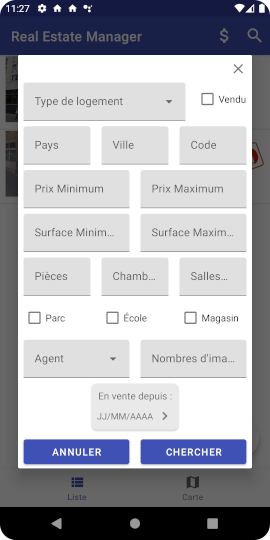 11:27
Real Estate Manager $
Type de logement Vendu
Pays Ville Code
Prix Minimum Prix Maximum
Surface Minim... Surface Maxim...
Pièces Chamb... Salles...
Parc École Magasin
Agent Nombres d'ima...
En vente depuis :
JJ/MM/AAAA
ANNULER CHERCHER
Liste Carte